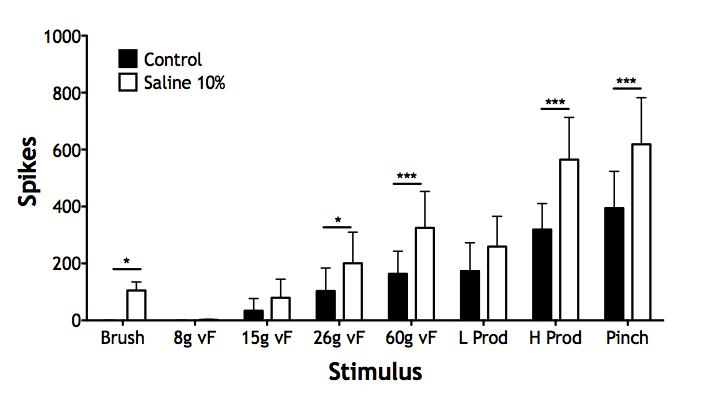 1000
Control
Saline 10%
800
600
400
200
0
Spikes
*
*
***
***
***
Brush 8g vF 15g vF 26g vF 60g vF L Prod H Prod Pinch
Stimulus